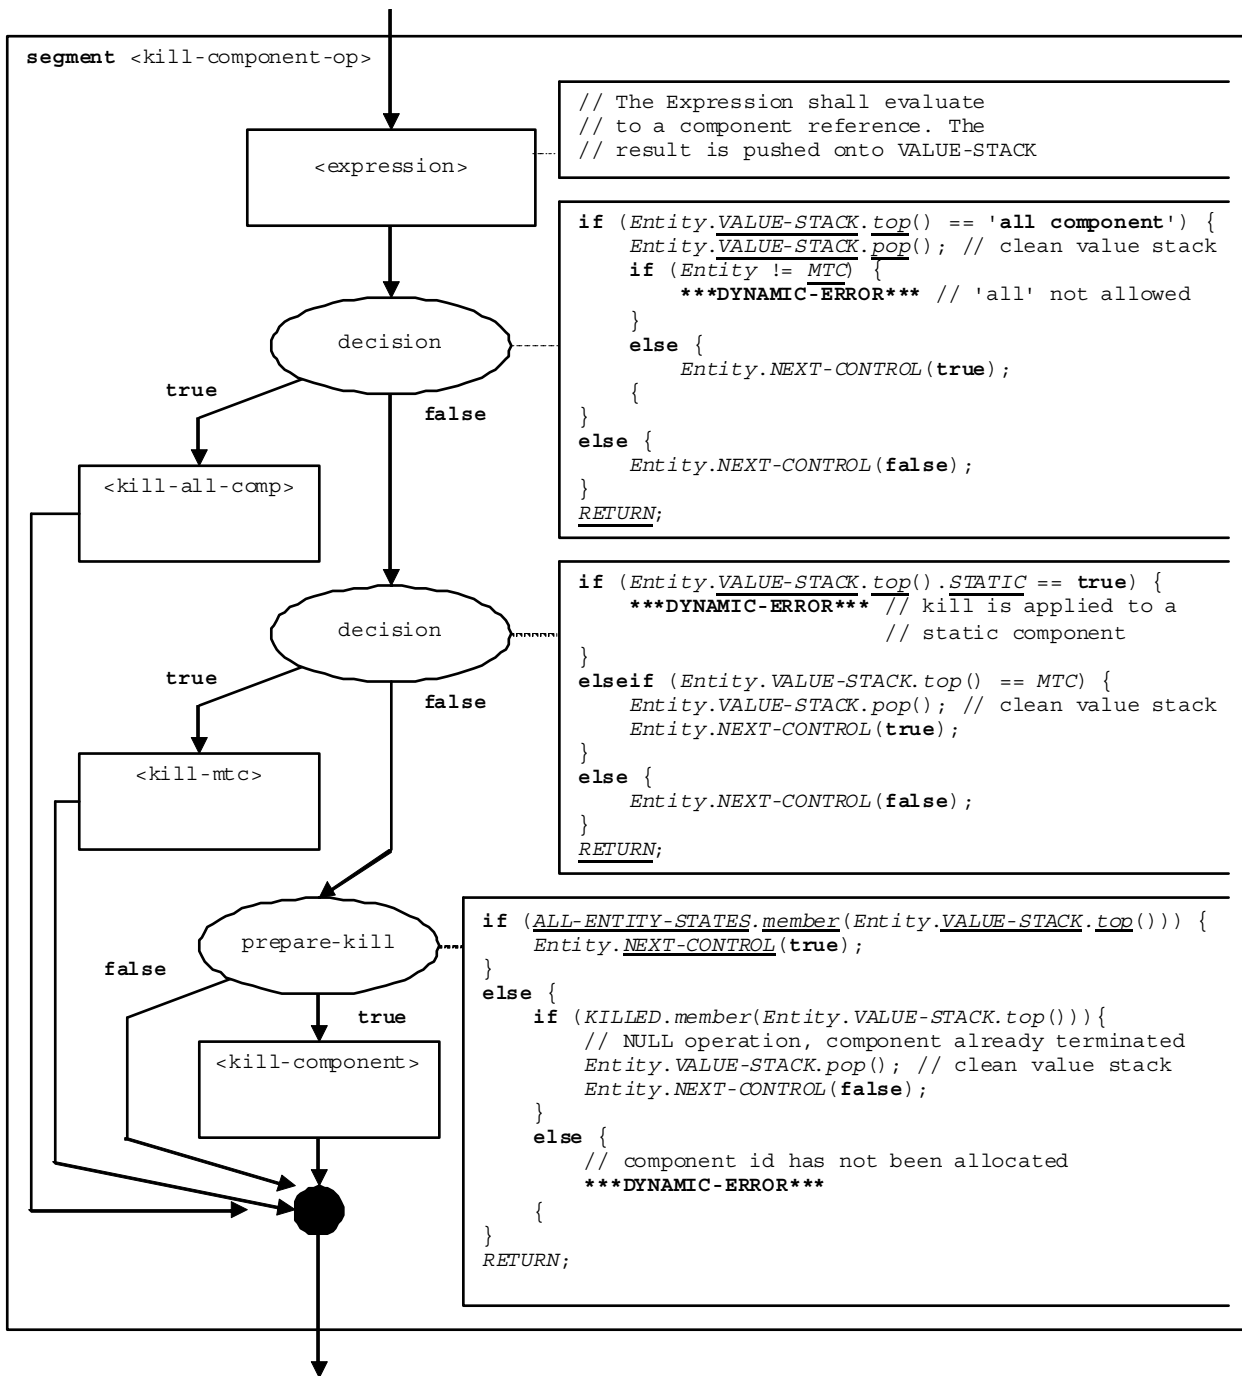 segment <kill-component-op>
<expression>
// The Expression shall evaluate
// to a component reference. The
// result is pushed onto VALUE-STACK
decision
true
false
if (Entity.VALUE-STACK.top() == 'all component') {
    Entity.VALUE-STACK.pop(); // clean value stack
    if (Entity != MTC) {
        ***DYNAMIC-ERROR*** // 'all' not allowed
    }
    else {
        Entity.NEXT-CONTROL(true);
    {
}
else {
    Entity.NEXT-CONTROL(false);
}
RETURN;
<kill-all-comp>
decision
true
false
if (Entity.VALUE-STACK.top().STATIC == true) {
    ***DYNAMIC-ERROR*** // kill is applied to a
                        // static component
}
elseif (Entity.VALUE-STACK.top() == MTC) {
    Entity.VALUE-STACK.pop(); // clean value stack
    Entity.NEXT-CONTROL(true);
}
else {
    Entity.NEXT-CONTROL(false);
}
RETURN;
<kill-mtc>
prepare-kill
false
true
if (ALL-ENTITY-STATES.member(Entity.VALUE-STACK.top())) {
    Entity.NEXT-CONTROL(true);
}
else {
    if (KILLED.member(Entity.VALUE-STACK.top())){
        // NULL operation, component already terminated
        Entity.VALUE-STACK.pop(); // clean value stack
        Entity.NEXT-CONTROL(false);
    }
    else {
        // component id has not been allocated
        ***DYNAMIC-ERROR***
    {
}
RETURN;
<kill-component>